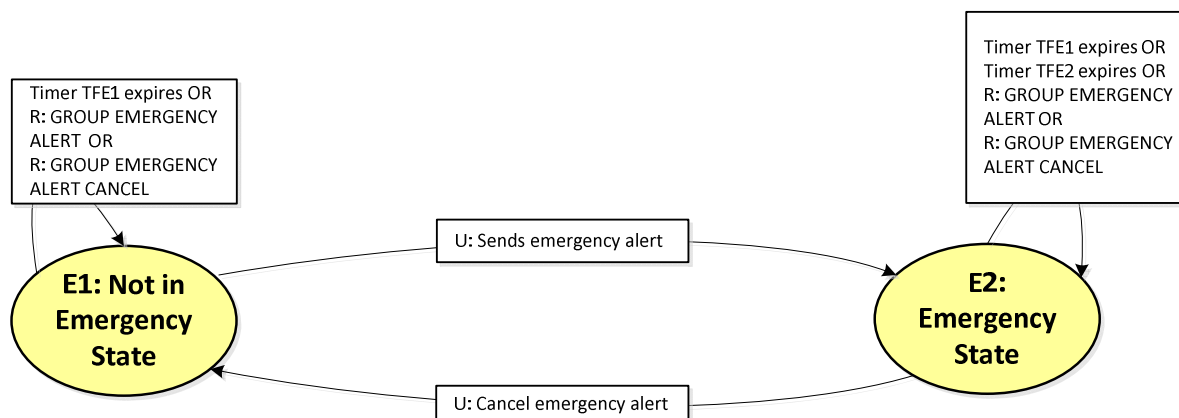 Timer TFE1 expires OR
R: GROUP EMERGENCY
ALERT OR
R: GROUP EMERGENCY
ALERT CANCEL
Timer TFE1 expires OR
Timer TFE2 expires OR
R: GROUP EMERGENCY
ALERT OR
R: GROUP EMERGENCY
ALERT CANCEL
U: Sends emergency alert
E1: Not in
Emergency
State
E2:
Emergency
State
U: Cancel emergency alert